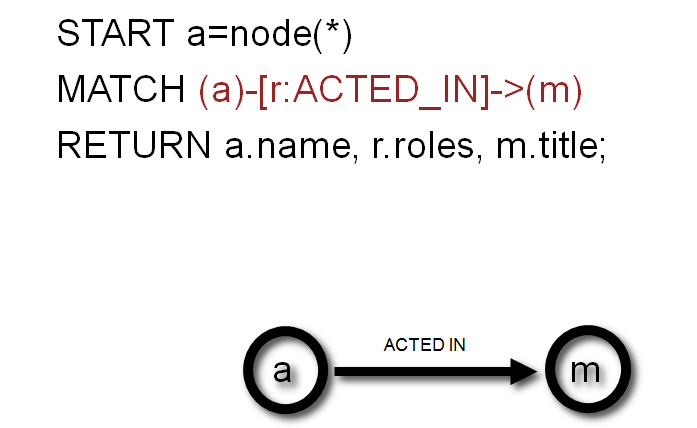 START a=node(*)
MATCH (a)-[r:ACTED_IN]->(m)
RETURN a.name, r.roles, m.title;
ACTED IN
a
m